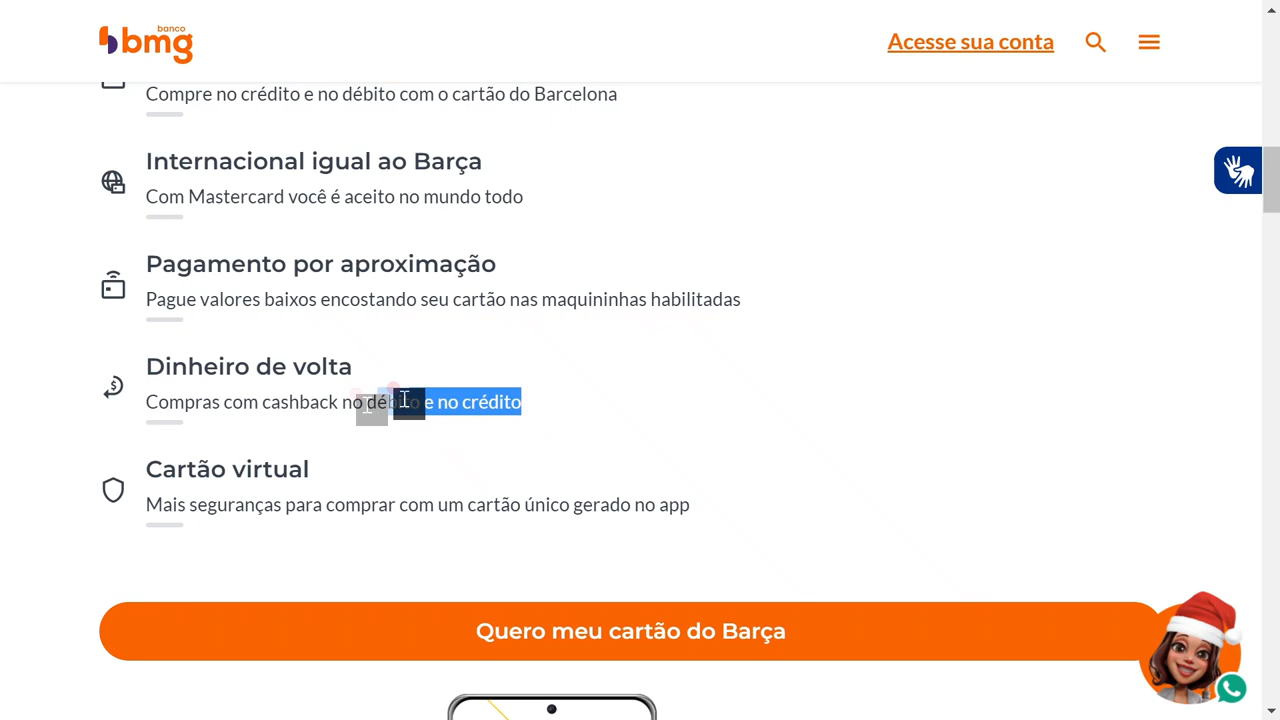 banco
bmg
Acesse sua conta
Compre no crédito e no débito com o cartão do Barcelona
Internacional igual ao Barça
Com Mastercard você é aceito no mundo todo
Pagamento por aproximação
Pague valores baixos encostando seu cartão nas maquininhas habilitadas
Dinheiro de volta
Compras com cashback no débito e no crédito
Cartão virtual
Mais seguranças para comprar com um cartão único gerado no app
Quero meu cartão do Barça